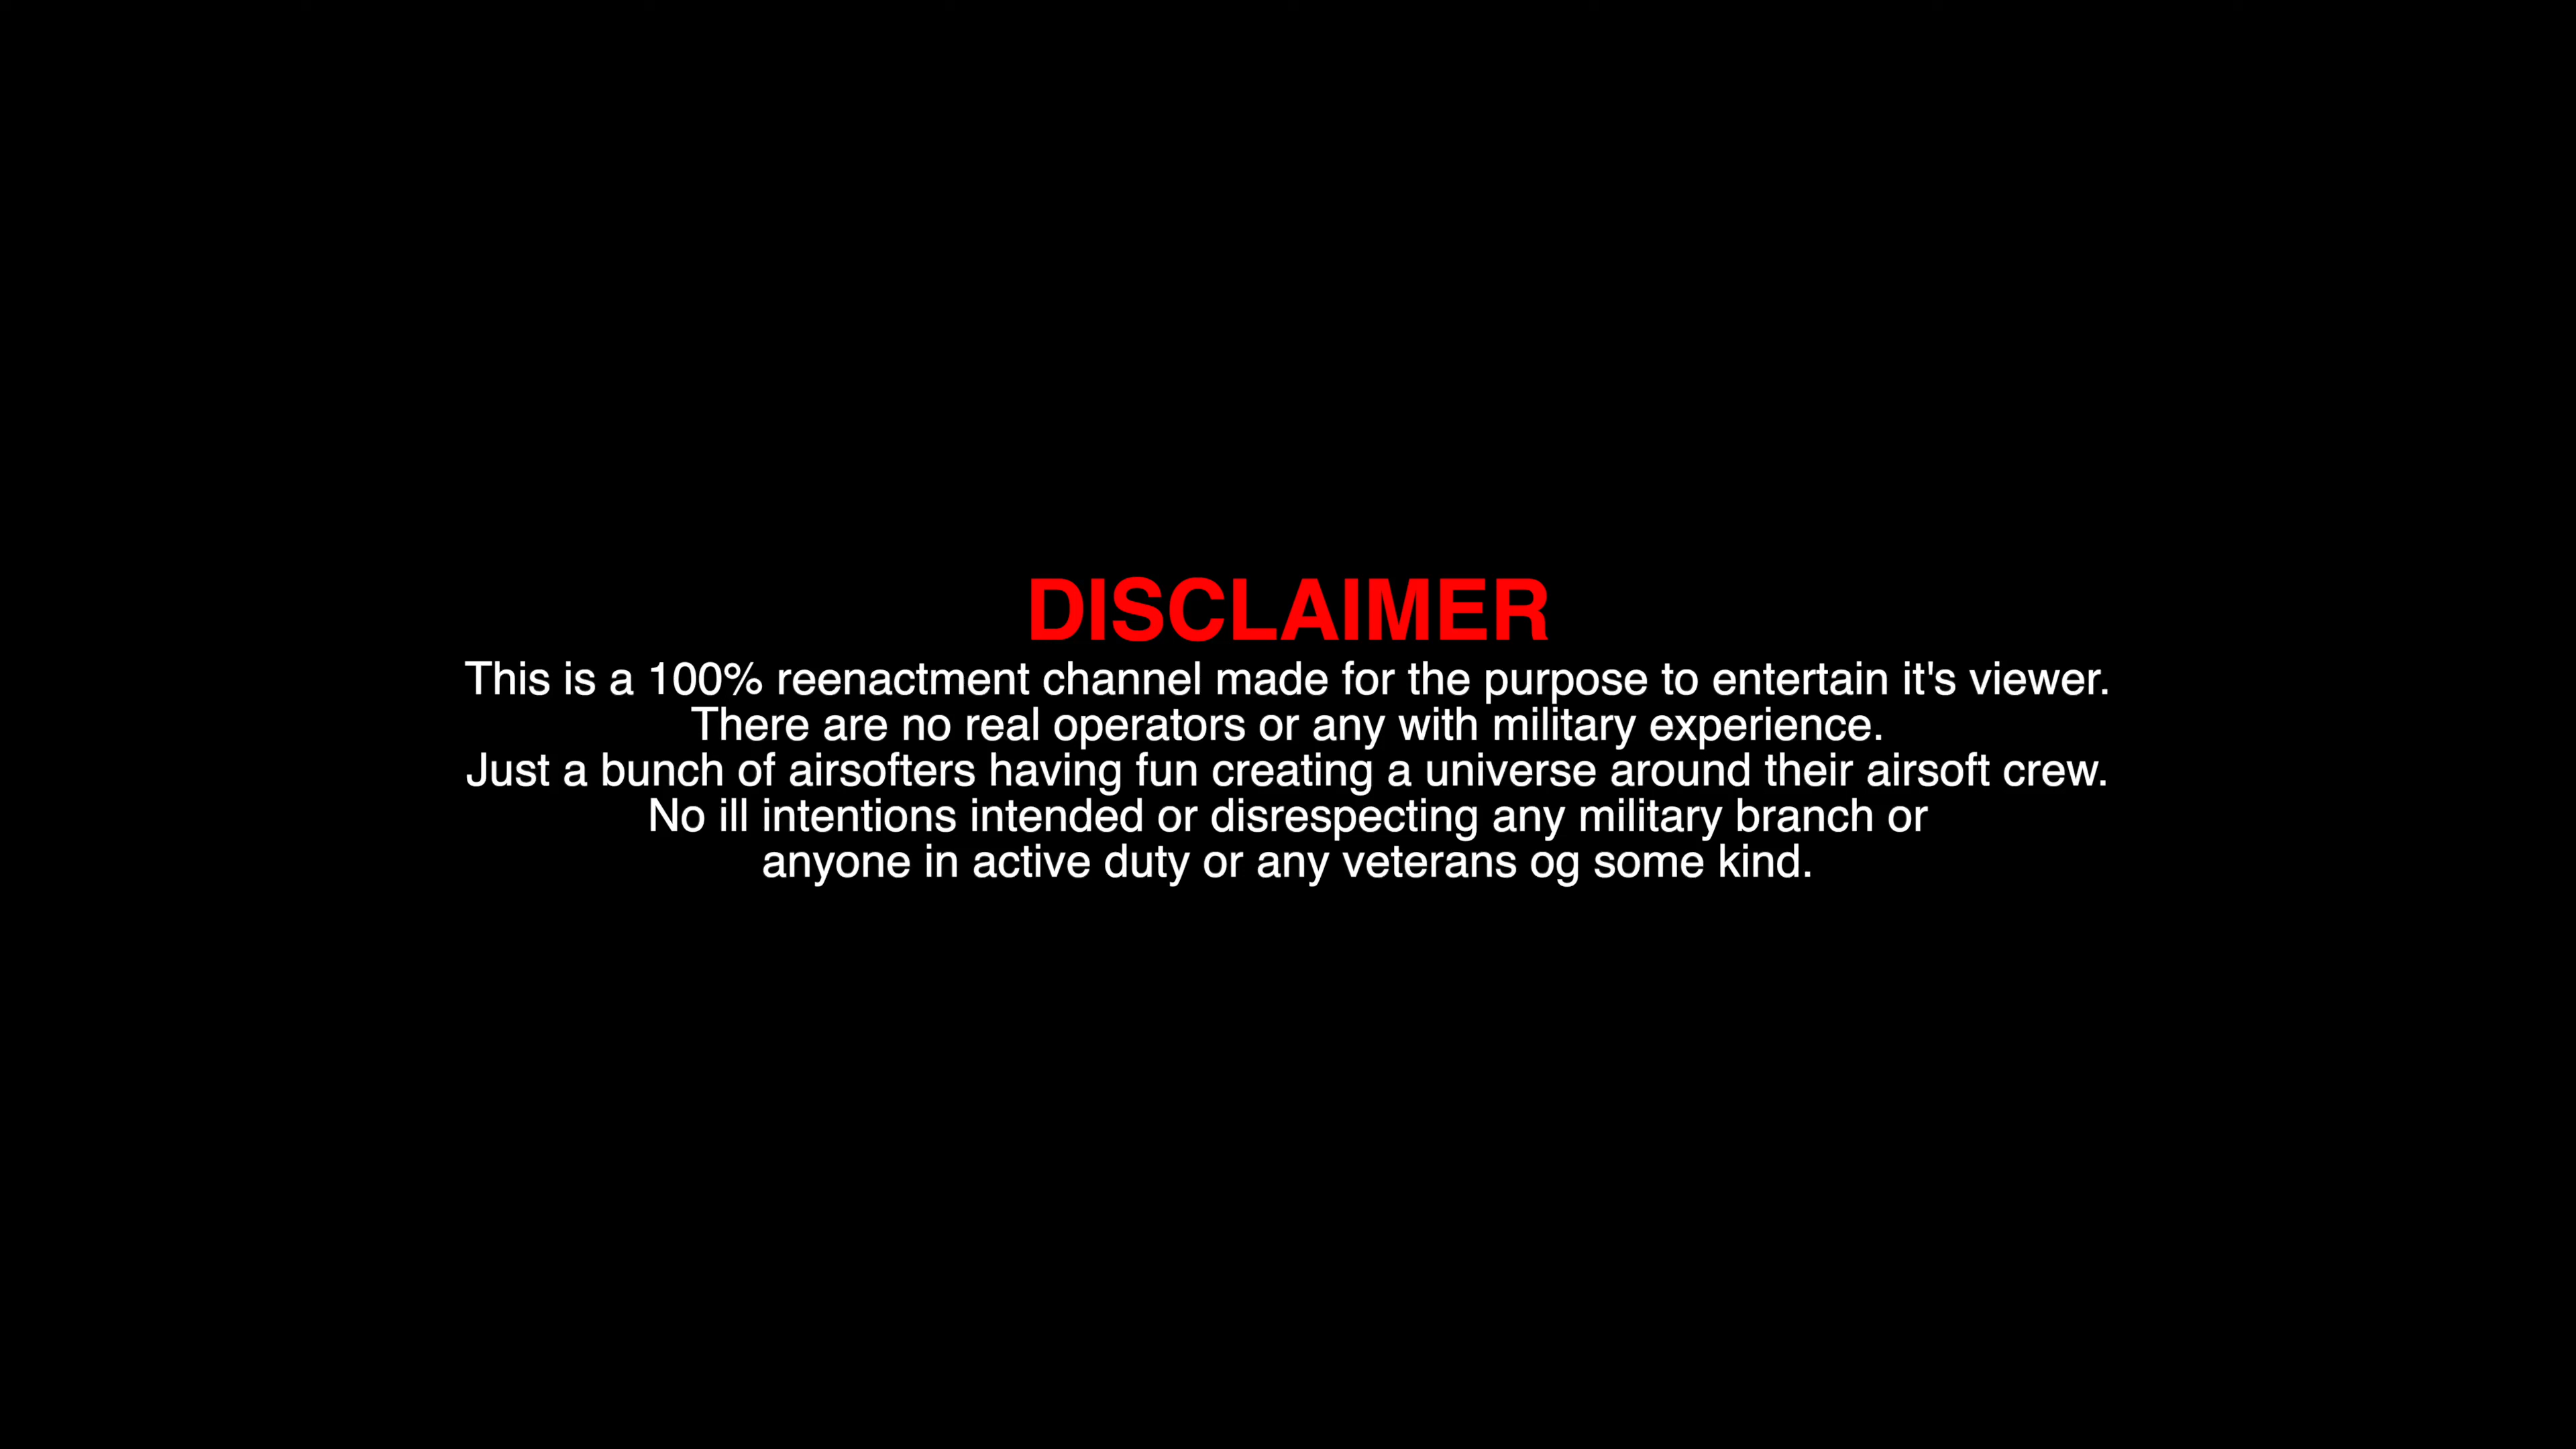 DISCLAIMER
This is a 100% reenactment channel made for the purpose to entertain it's viewer.
There are no real operators or any with military experience.
Just a bunch of airsofters having fun creating a universe around their airsoft crew.
No ill intentions intended or disrespecting any military branch or
anyone in active duty or any veterans og some kind.